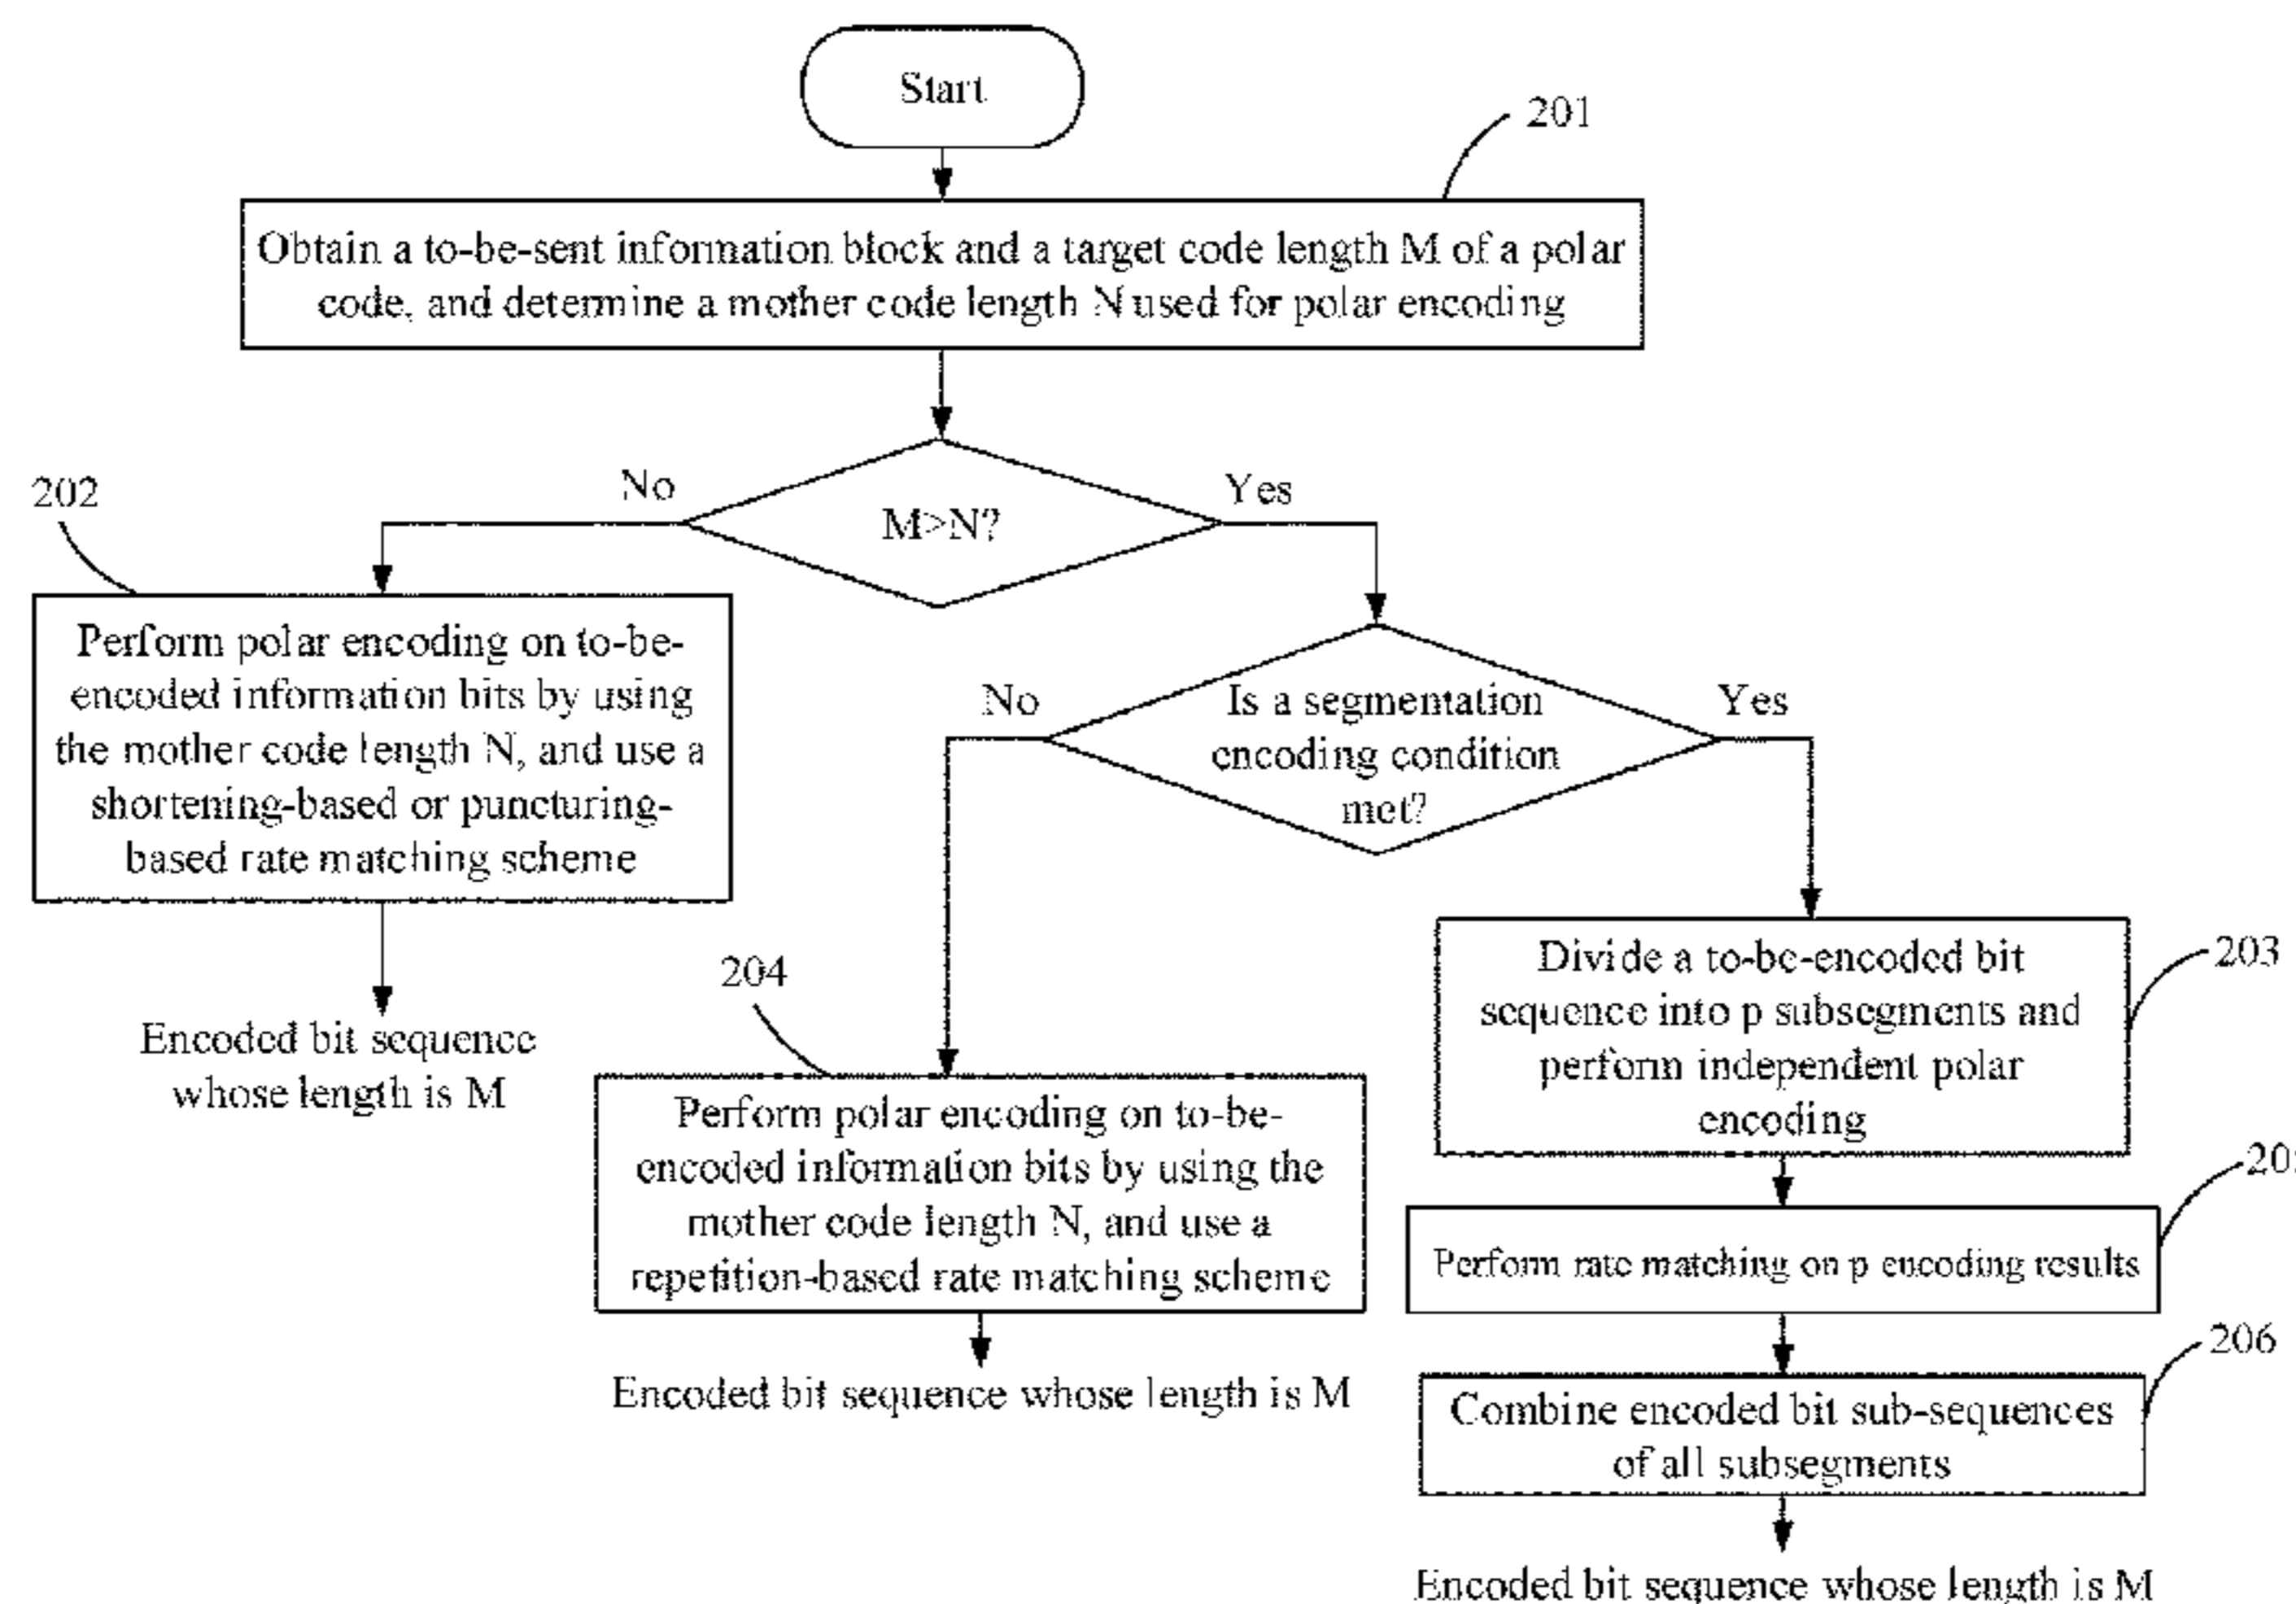 Start
201
Obtain a to-be-sent information block and a target code length M of a polar
code, and determine a mother code length N used for polar encoding
No
Yes
M>N?
202
Perform polar encoding on to-be-
encoded information bits by using
the mother code length N, and use a
shortening-based or puncturing-
based rate matching scheme
Encoded bit sequence
whose length is M
No
Yes
Is a segmentation
encoding condition
met?
204
Perform polar encoding on to-be-
encoded information bits by using the
mother code length N, and use a
repetition-based rate matching scheme
Encoded bit sequence whose length is M
203
Divide a to-be-encoded bit
sequence into p subsegments and
perform independent polar
encoding
Perform rate matching on p encoding results
206
Combine encoded bit sub-sequences
of all subsegments
Encoded bit sequence whose length is M